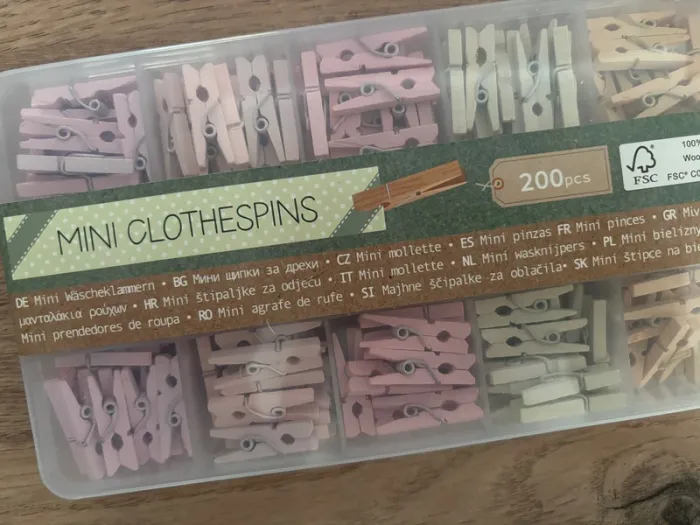 MINI CLOTHESPINS
200pcs
100%
FSC
FSC®
DE Mini Wäscheklammern • BG Мини щипки за дрехи • CZ Mini mollette • ES Mini pinzas FR Mini pinces • GR Μίνι
μανταλάκια ρούχων • HR Mini štipaljke za odjeću • IT Mini mollette • NL Mini wasknijpers • PL Mini
Mini prendedores de roupa • RO Mini agrafe de rufe • SI Majhne ščipalke za oblačila • SK Mini štipce na